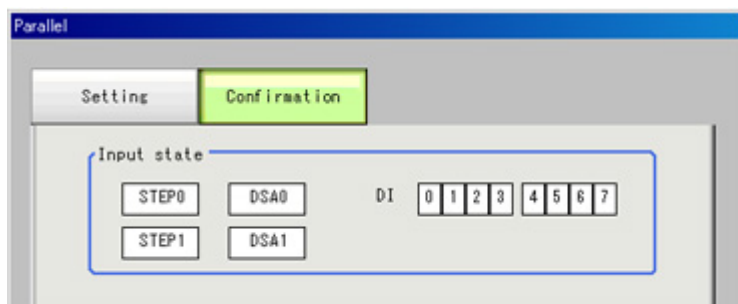 Parallel
Setting Confirmation
Input state
STEP0 DSA0 DI 0 1 2 3 4 5 6 7
STEP1 DSA1